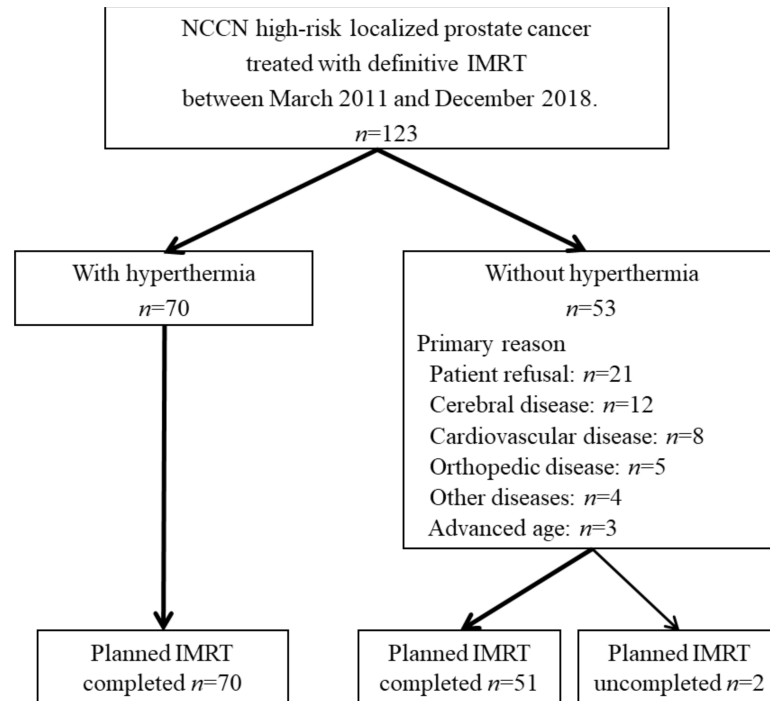 NCCN high-risk localized prostate cancer
treated with definitive IMRT
between March 2011 and December 2018.
n=123
With hyperthermia
n=70
Without hyperthermia
n=53
Primary reason
Patient refusal: n=21
Cerebral disease: n=12
Cardiovascular disease: n=8
Orthopedic disease: n=5
Other diseases: n=4
Advanced age: n=3
Planned IMRT
completed n=70
Planned IMRT
completed n=51
Planned IMRT
uncompleted n=2